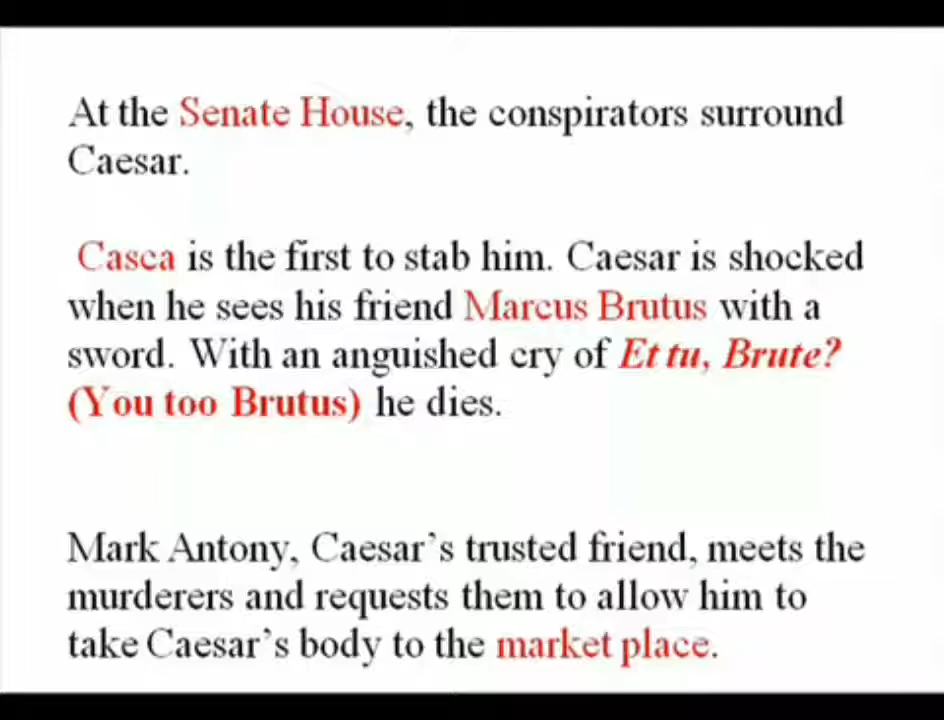 At the Senate House, the conspirators surround
Caesar.
Casca is the first to stab him. Caesar is shocked
when he sees his friend Marcus Brutus with a
sword. With an anguished cry of Et tu, Brute?
(You too Brutus) he dies.
Mark Antony, Caesar’s trusted friend, meets the
murderers and requests them to allow him to
take Caesar’s body to the market place.